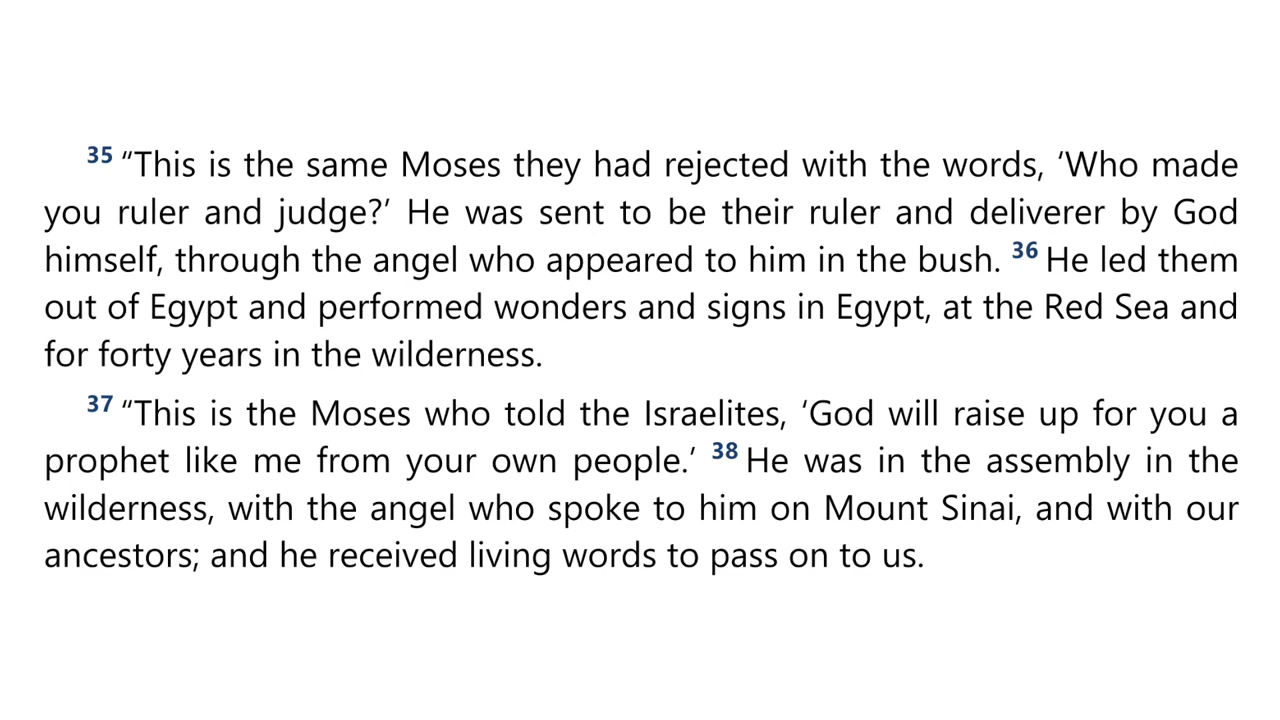 35 “This is the same Moses they had rejected with the words, ‘Who made
you ruler and judge?’ He was sent to be their ruler and deliverer by God
himself, through the angel who appeared to him in the bush. 36 He led them
out of Egypt and performed wonders and signs in Egypt, at the Red Sea and
for forty years in the wilderness.
37 “This is the Moses who told the Israelites, ‘God will raise up for you a
prophet like me from your own people.’ 38 He was in the assembly in the
wilderness, with the angel who spoke to him on Mount Sinai, and with our
ancestors; and he received living words to pass on to us.